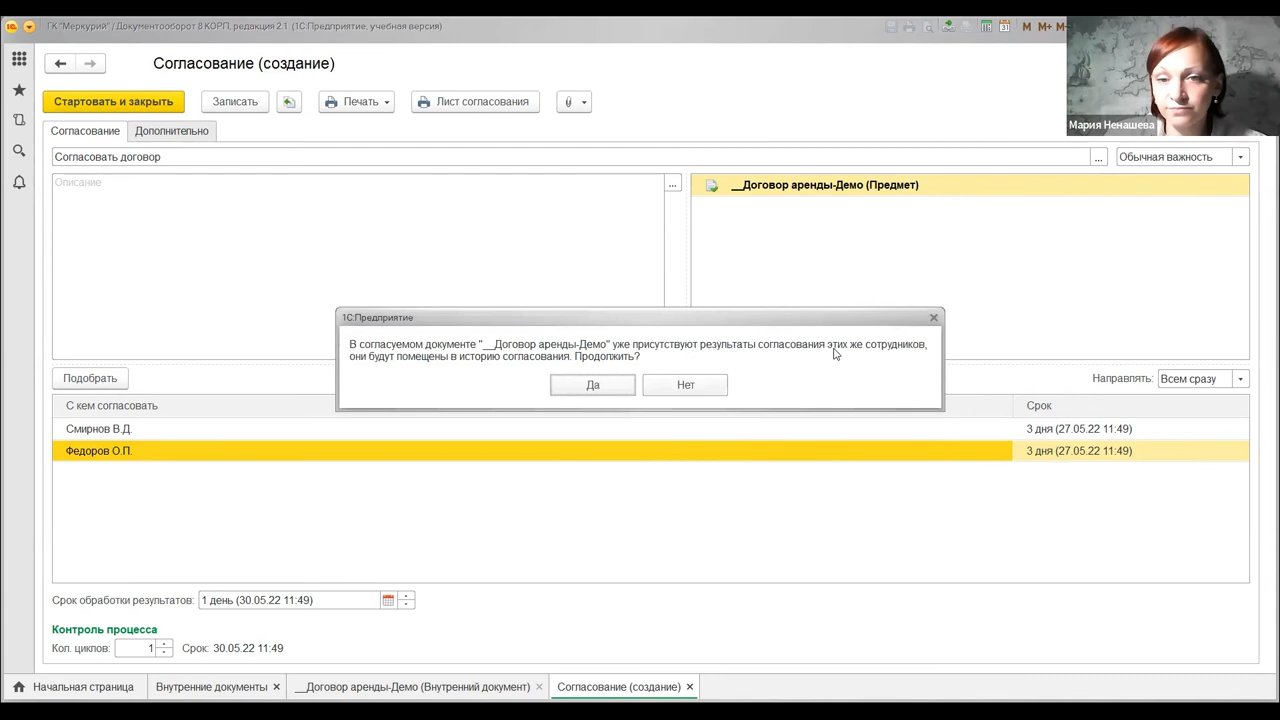 ГК "Меркурий" / Документооборот 8 КОРП, редакция 2.1 (1С:Предприятие, учебная версия)
31 M M+ M-
Согласование (создание)
Стартовать и закрыть Записать Печать Лист согласования
Мария Ненашева
Согласование Дополнительно
Согласовать договор ... Обычная важность
Описание ... __Договор аренды-Демо (Предмет)
1С:Предприятие
В согласуемом документе "__Договор аренды-Демо" уже присутствуют результаты согласования этих же сотрудников,
они будут помещены в историю согласования. Продолжить?
Да Нет
Подобрать Направлять: Всем сразу
С кем согласовать Срок
Смирнов В.Д. 3 дня (27.05.22 11:49)
Федоров О.П. 3 дня (27.05.22 11:49)
Срок обработки результатов: 1 день (30.05.22 11:49)
Контроль процесса
Кол. циклов: 1 Срок: 30.05.22 11:49
Начальная страница Внутренние документы __Договор аренды-Демо (Внутренний документ) Согласование (создание)